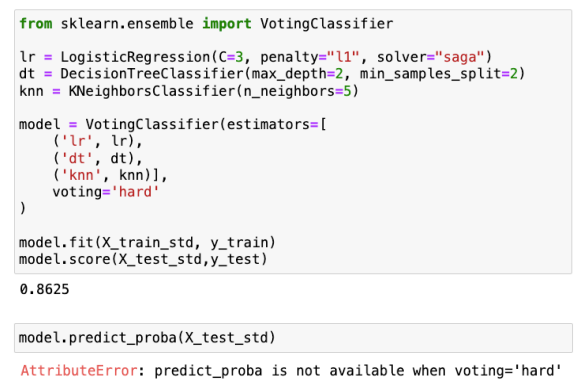 from sklearn.ensemble import VotingClassifier
lr = LogisticRegression(C=3, penalty="l1", solver="saga")
dt = DecisionTreeClassifier(max_depth=2, min_samples_split=2)
knn = KNeighborsClassifier(n_neighbors=5)
model = VotingClassifier(estimators=[
    ('lr', lr),
    ('dt', dt),
    ('knn', knn)],
    voting='hard'
)
model.fit(X_train_std, y_train)
model.score(X_test_std,y_test)
0.8625
model.predict_proba(X_test_std)
AttributeError: predict_proba is not available when voting='hard'